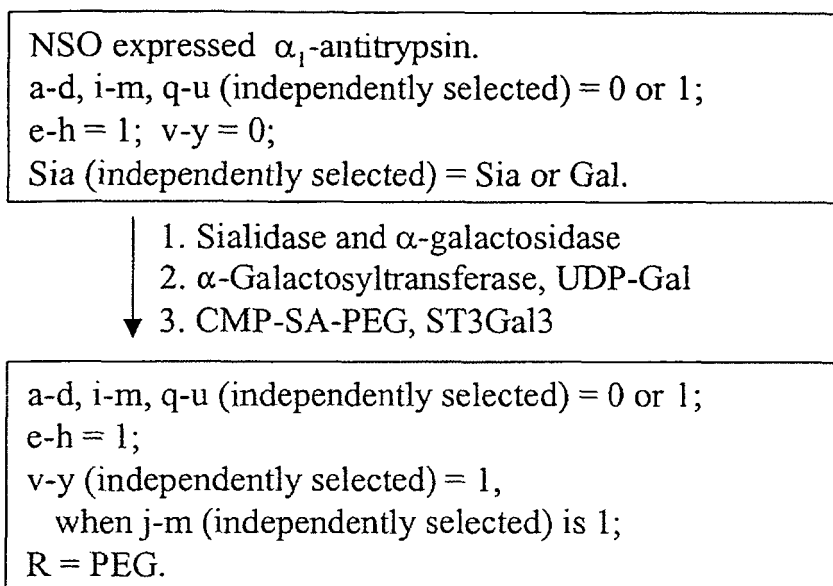 NSO expressed α₁-antitrypsin.
a-d, i-m, q-u (independently selected) = 0 or 1;
e-h = 1; v-y = 0;
Sia (independently selected) = Sia or Gal.
1. Sialidase and α-galactosidase
2. α-Galactosyltransferase, UDP-Gal
3. CMP-SA-PEG, ST3Gal3
a-d, i-m, q-u (independently selected) = 0 or 1;
e-h = 1;
v-y (independently selected) = 1,
when j-m (independently selected) is 1;
R = PEG.